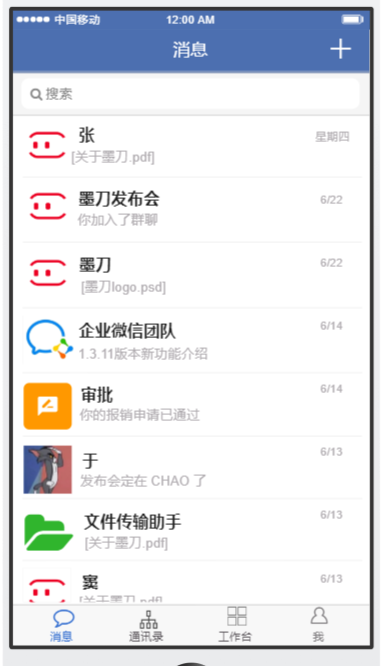 中国移动 12:00 AM
消息
搜索
张 星期四
[关于墨刀.pdf]
墨刀发布会 6/22
你加入了群聊
墨刀 6/22
[墨刀logo.psd]
企业微信团队 6/14
1.3.11版本新功能介绍
审批 6/14
你的报销申请已通过
于 6/13
发布会定在 CHAO 了
文件传输助手 6/13
[关于墨刀.pdf]
窦 6/13
[关于墨刀.pdf]
消息 通讯录 工作台 我